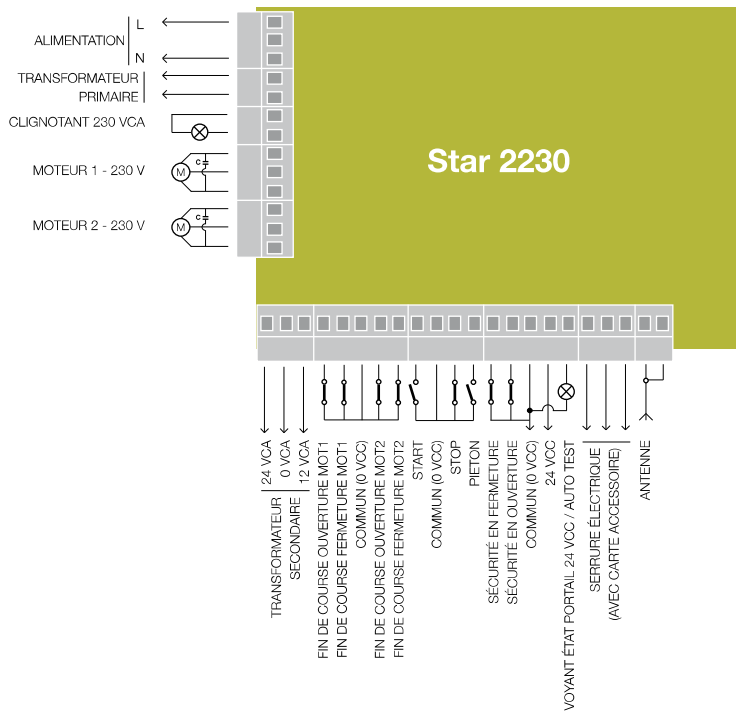 L
ALIMENTATION
N
TRANSFORMATEUR
PRIMAIRE
CLIGNOTANT 230 VCA
MOTEUR 1 - 230 V
C
M
MOTEUR 2 - 230 V
C
M
Star 2230
24 VCA
0 VCA
12 VCA
TRANSFORMATEUR
SECONDAIRE
FIN DE COURSE OUVERTURE MOT1
FIN DE COURSE FERMETURE MOT1
COMMUN (0 VCC)
FIN DE COURSE OUVERTURE MOT2
FIN DE COURSE FERMETURE MOT2
START
COMMUN (0 VCC)
STOP
PIETON
SÉCURITÉ EN FERMETURE
SÉCURITÉ EN OUVERTURE
COMMUN (0 VCC)
24 VCC
VOYANT ÉTAT PORTAIL 24 VCC / AUTO TEST
SERRURE ÉLECTRIQUE
(AVEC CARTE ACCESSOIRE)
ANTENNE